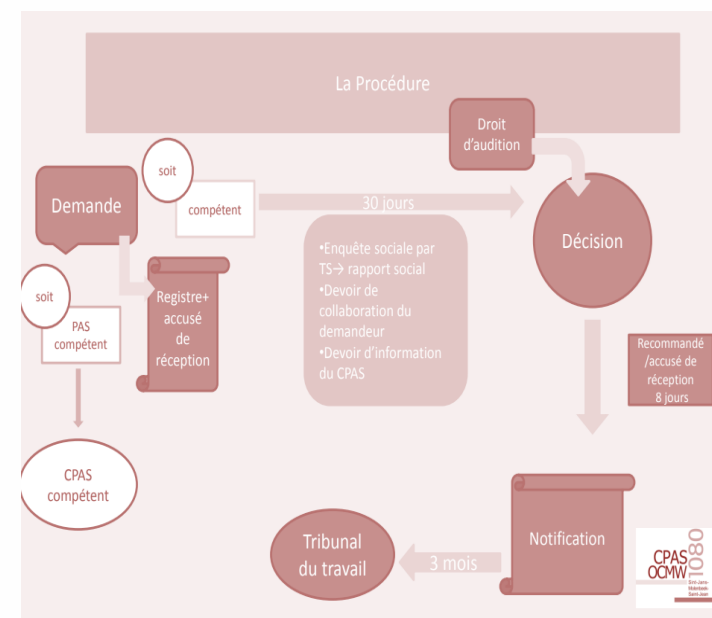 La Procédure
Droit
d'audition
soit
compétent
Demande
30 jours
Décision
•Enquête sociale par
TS→ rapport social
•Devoir de
collaboration du
demandeur
•Devoir d'information
du CPAS
soit
PAS
compétent
Registre+
accusé
de
réception
Recommandé
/accusé de
réception
8 jours
CPAS
compétent
Notification
Tribunal
du travail
3 mois
CPAS
OCMW
1080